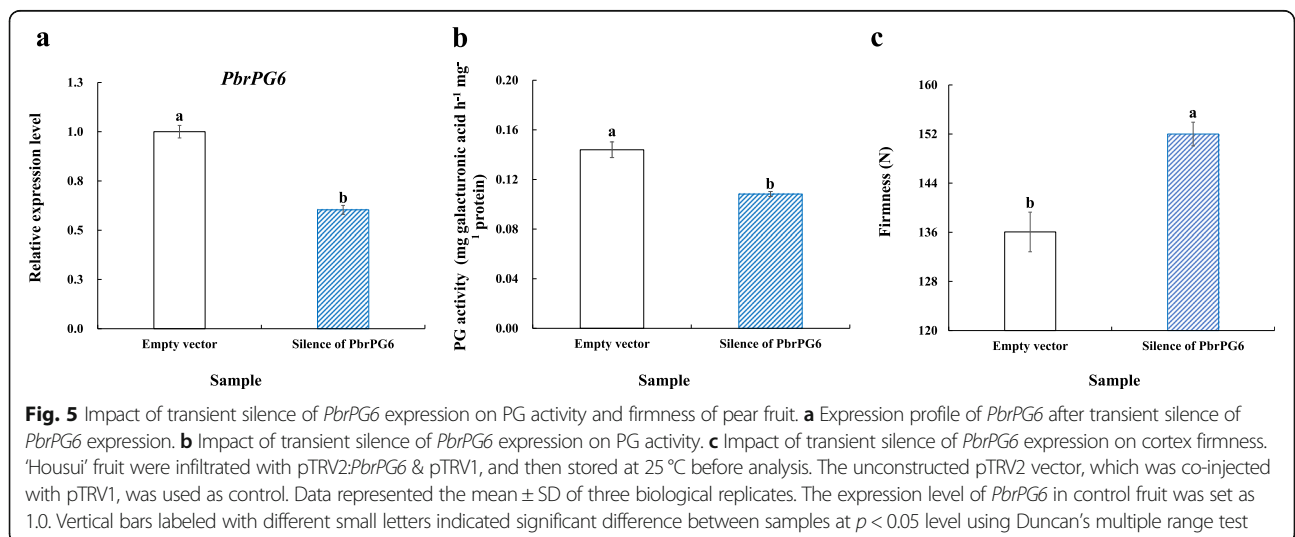 a
PbrPG6
Relative expression level
1.3
1.0
0.8
0.5
0.3
0.0
a
b
Empty vector
Silence of PbrPG6
Sample
b
PG activity (mg galacturonic acid h-1 mg-
1 protein)
0.20
0.16
0.12
0.08
0.04
0.00
a
b
Empty vector
Silence of PbrPG6
Sample
c
Firmness (N)
160
152
144
136
128
120
b
a
Empty vector
Silence of PbrPG6
Sample
Fig. 5 Impact of transient silence of PbrPG6 expression on PG activity and firmness of pear fruit. a Expression profile of PbrPG6 after transient silence of
PbrPG6 expression. b Impact of transient silence of PbrPG6 expression on PG activity. c Impact of transient silence of PbrPG6 expression on cortex firmness.
‘Housui’ fruit were infiltrated with pTRV2:PbrPG6 & pTRV1, and then stored at 25 °C before analysis. The unconstructed pTRV2 vector, which was co-injected
with pTRV1, was used as control. Data represented the mean ± SD of three biological replicates. The expression level of PbrPG6 in control fruit was set as
1.0. Vertical bars labeled with different small letters indicated significant difference between samples at p < 0.05 level using Duncan’s multiple range test